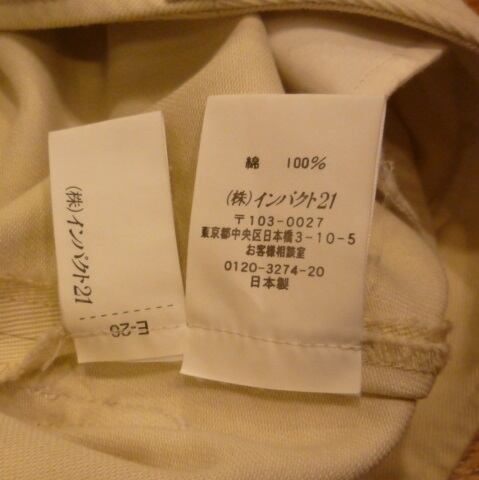 綿 100%
(株)インパクト21
〒103-0027
東京都中央区日本橋3-10-5
お客様相談室
0120-3274-20
日本製
(株)インパクト21
E-20